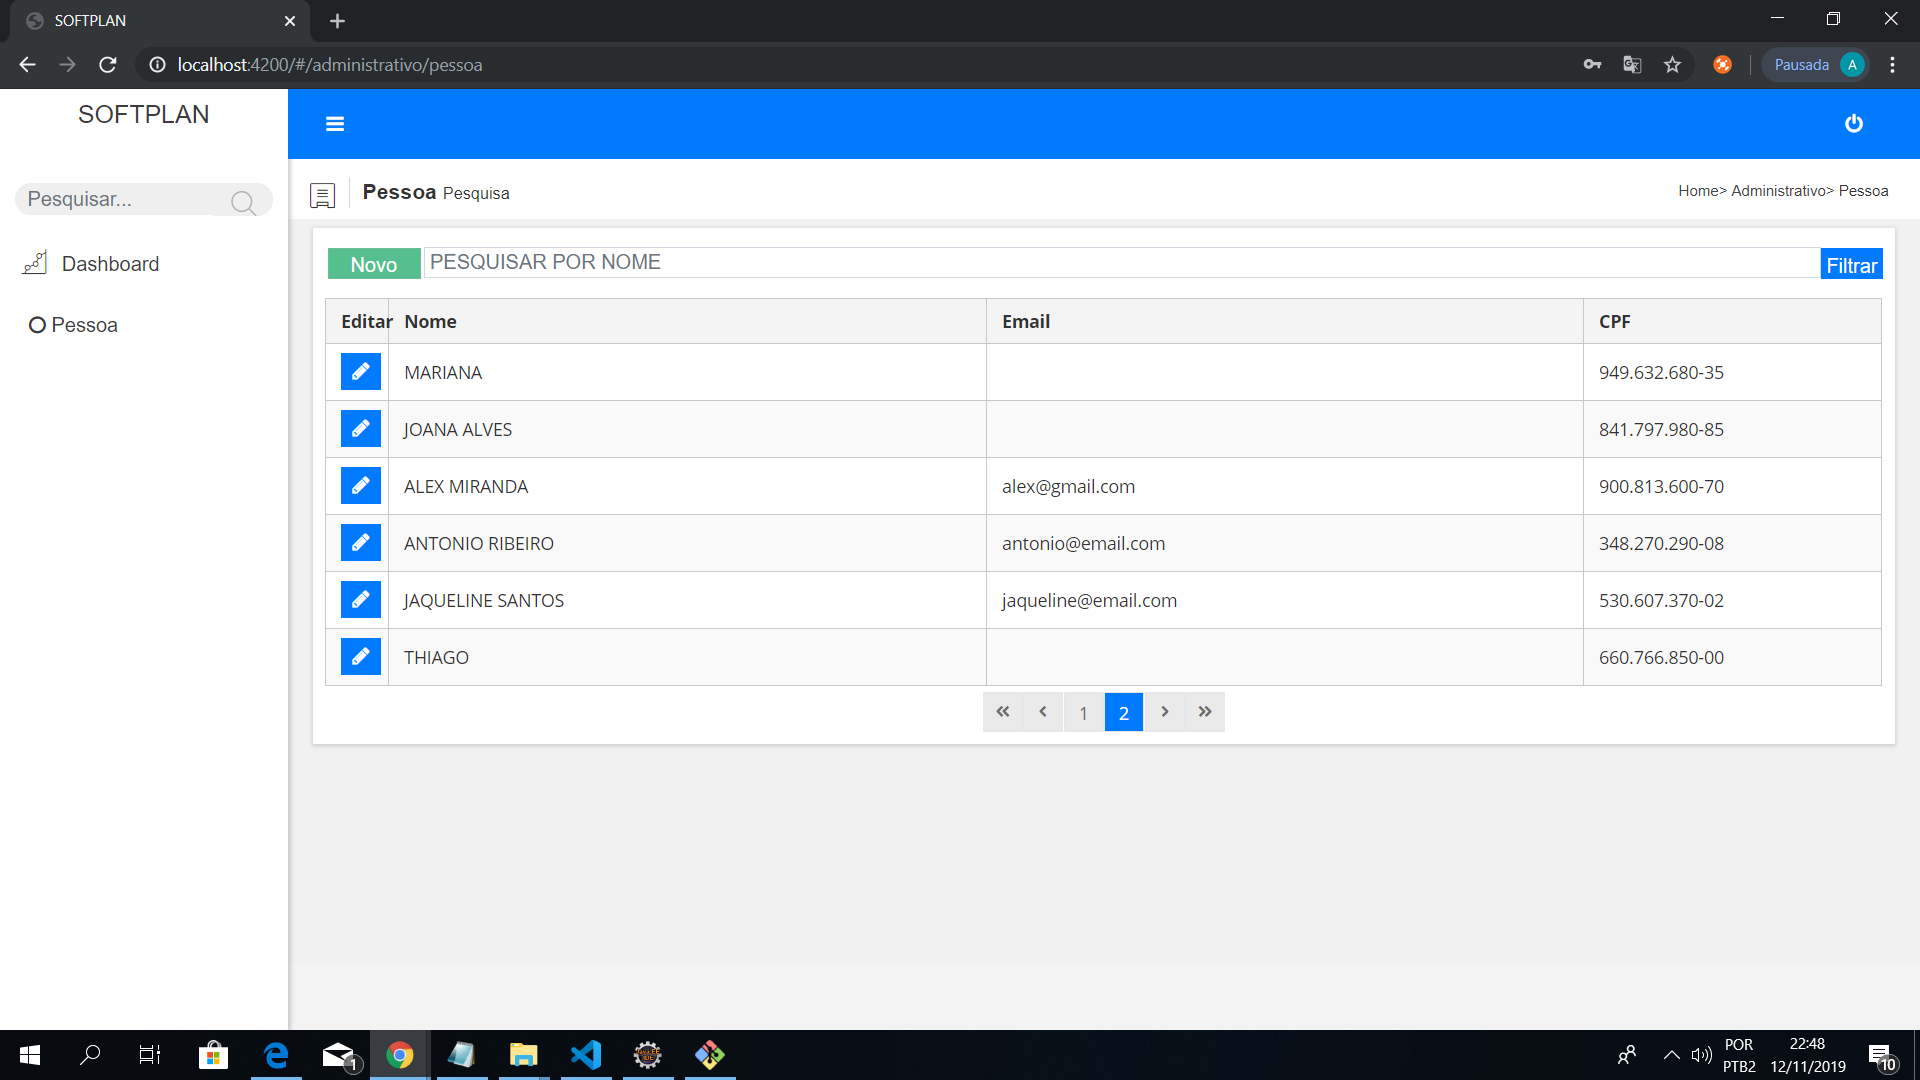 SOFTPLAN
localhost:4200/#/administrativo/pessoa
Pausada A
SOFTPLAN
Pesquisar...
Dashboard
Pessoa
Pessoa Pesquisa
Home> Administrativo> Pessoa
Novo PESQUISAR POR NOME Filtrar
Editar Nome Email CPF
MARIANA 949.632.680-35
JOANA ALVES 841.797.980-85
ALEX MIRANDA alex@gmail.com 900.813.600-70
ANTONIO RIBEIRO antonio@email.com 348.270.290-08
JAQUELINE SANTOS jaqueline@email.com 530.607.370-02
THIAGO 660.766.850-00
« ‹ 1 2 › »
1
POR 22:48
PTB2 12/11/2019
10